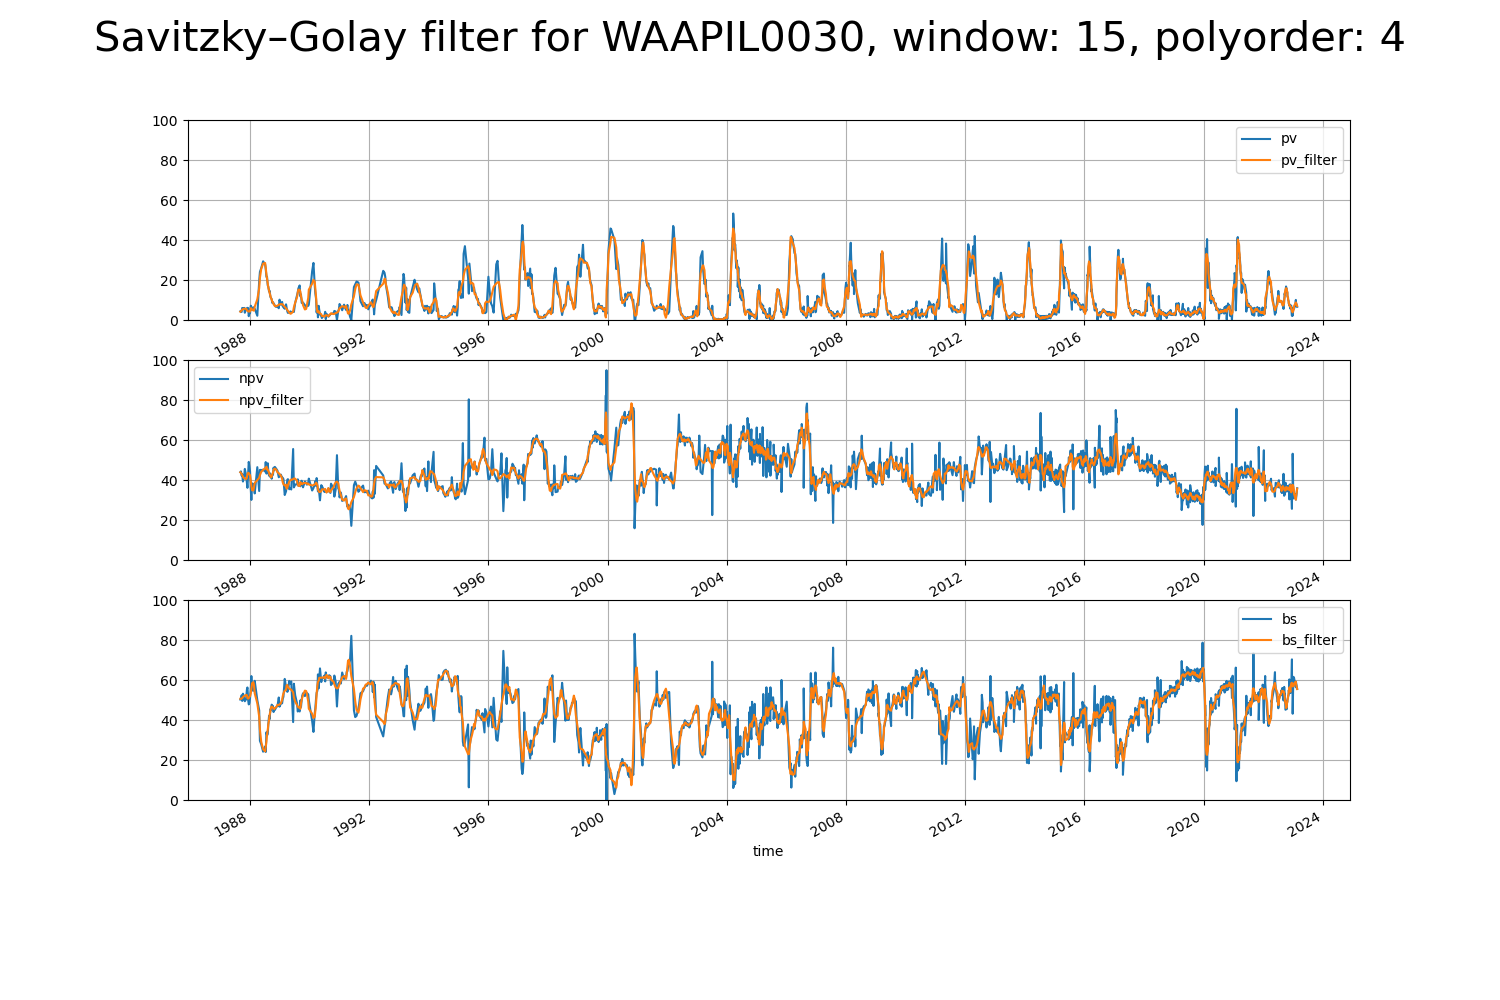 Savitzky–Golay filter for WAAPIL0030, window: 15, polyorder: 4
100
80
60
40
20
0
pv
pv_filter
1988 1992 1996 2000 2004 2008 2012 2016 2020 2024
100
80
60
40
20
0
npv
npv_filter
1988 1992 1996 2000 2004 2008 2012 2016 2020 2024
100
80
60
40
20
0
bs
bs_filter
1988 1992 1996 2000 2004 2008 2012 2016 2020 2024
time